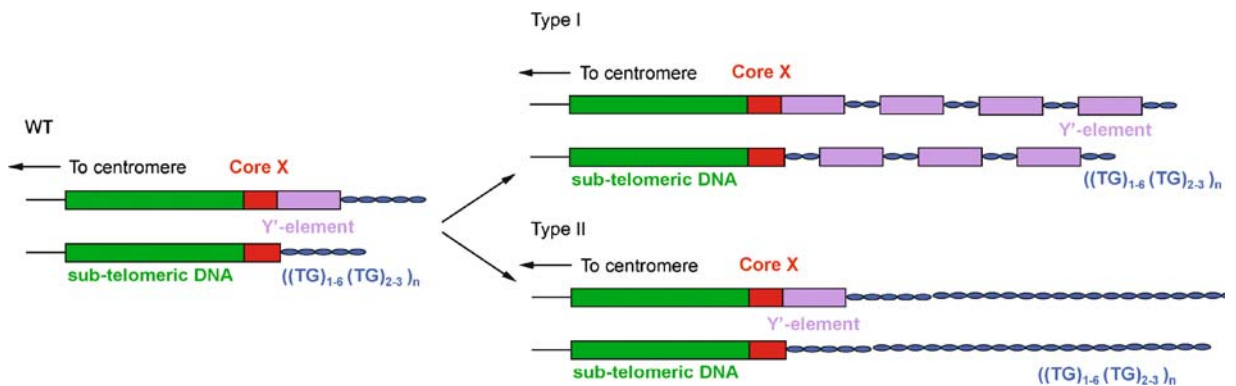 WT
To centromere Core X
Y'-element
sub-telomeric DNA ((TG)1-6 (TG)2-3 )n
Type I
To centromere Core X
Y'-element
sub-telomeric DNA ((TG)1-6 (TG)2-3 )n
Type II
To centromere Core X
Y'-element
sub-telomeric DNA ((TG)1-6 (TG)2-3 )n